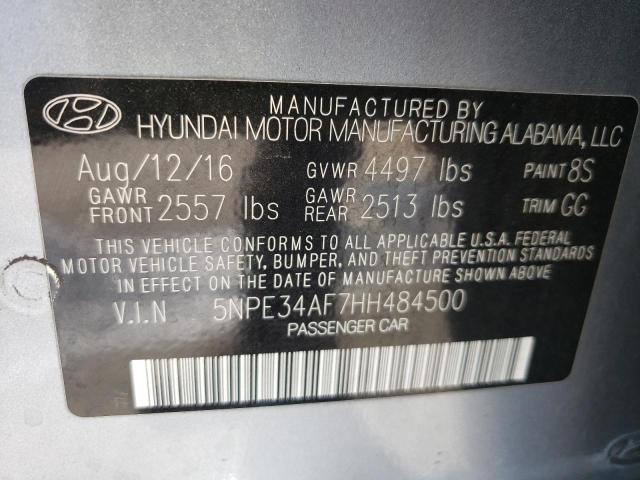 MANUFACTURED BY
HYUNDAI MOTOR MANUFACTURING ALABAMA, LLC
Aug/12/16 GVWR 4497 lbs PAINT 8S
GAWR FRONT 2557 lbs GAWR REAR 2513 lbs TRIM GG
THIS VEHICLE CONFORMS TO ALL APPLICABLE U.S.A. FEDERAL
MOTOR VEHICLE SAFETY, BUMPER, AND THEFT PREVENTION STANDARDS
IN EFFECT ON THE DATE OF MANUFACTURE SHOWN ABOVE
V.I.N 5NPE34AF7HH484500
PASSENGER CAR